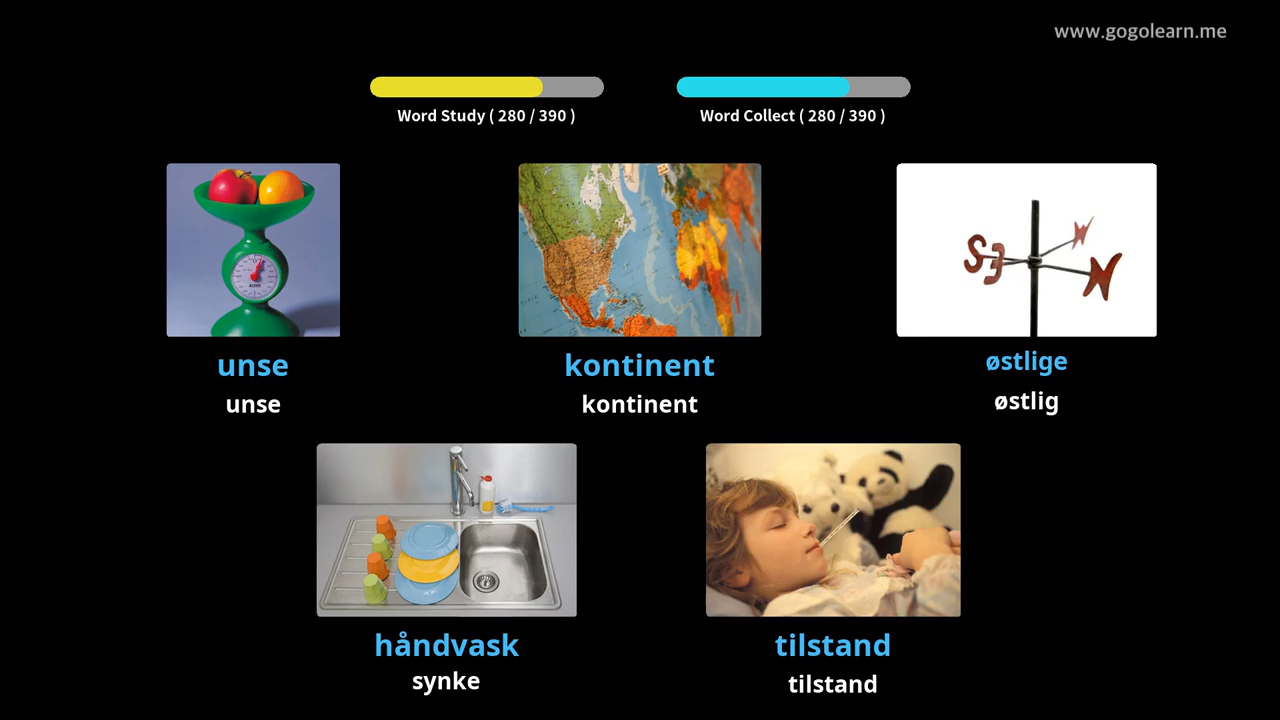 www.gogolearn.me
Word Study ( 280 / 390 )
Word Collect ( 280 / 390 )
unse
unse
kontinent
kontinent
østlige
østlig
håndvask
synke
tilstand
tilstand